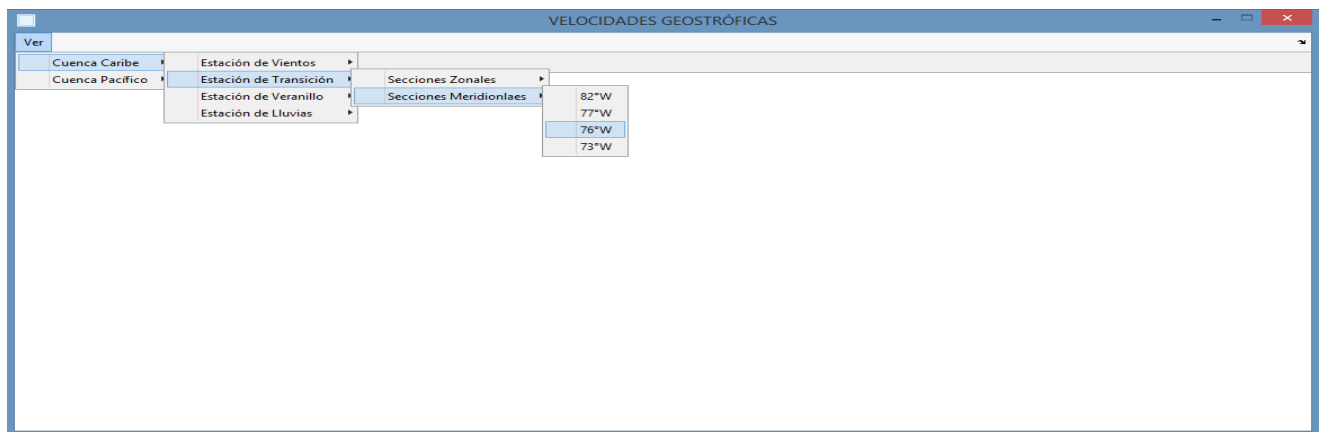 VELOCIDADES GEOSTRÓFICAS
Ver
Cuenca Caribe
Cuenca Pacífico
Estación de Vientos
Estación de Transición
Estación de Veranillo
Estación de Lluvias
Secciones Zonales
Secciones Meridionlaes
82°W
77°W
76°W
73°W